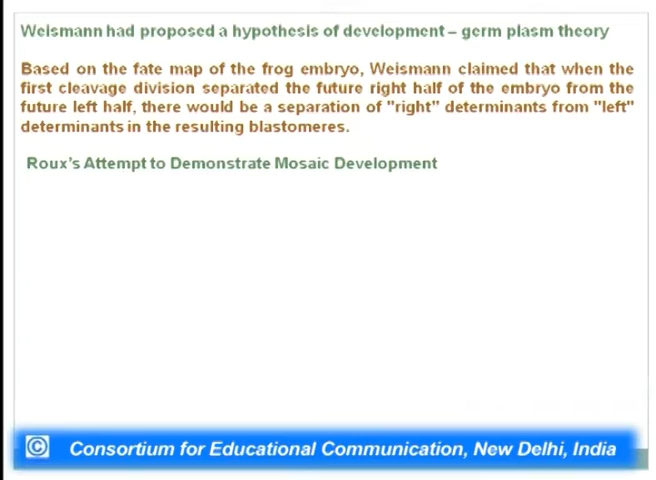 Weismann had proposed a hypothesis of development – germ plasm theory
Based on the fate map of the frog embryo, Weismann claimed that when the
first cleavage division separated the future right half of the embryo from the
future left half, there would be a separation of "right" determinants from "left"
determinants in the resulting blastomeres.
Roux's Attempt to Demonstrate Mosaic Development
© Consortium for Educational Communication, New Delhi, India